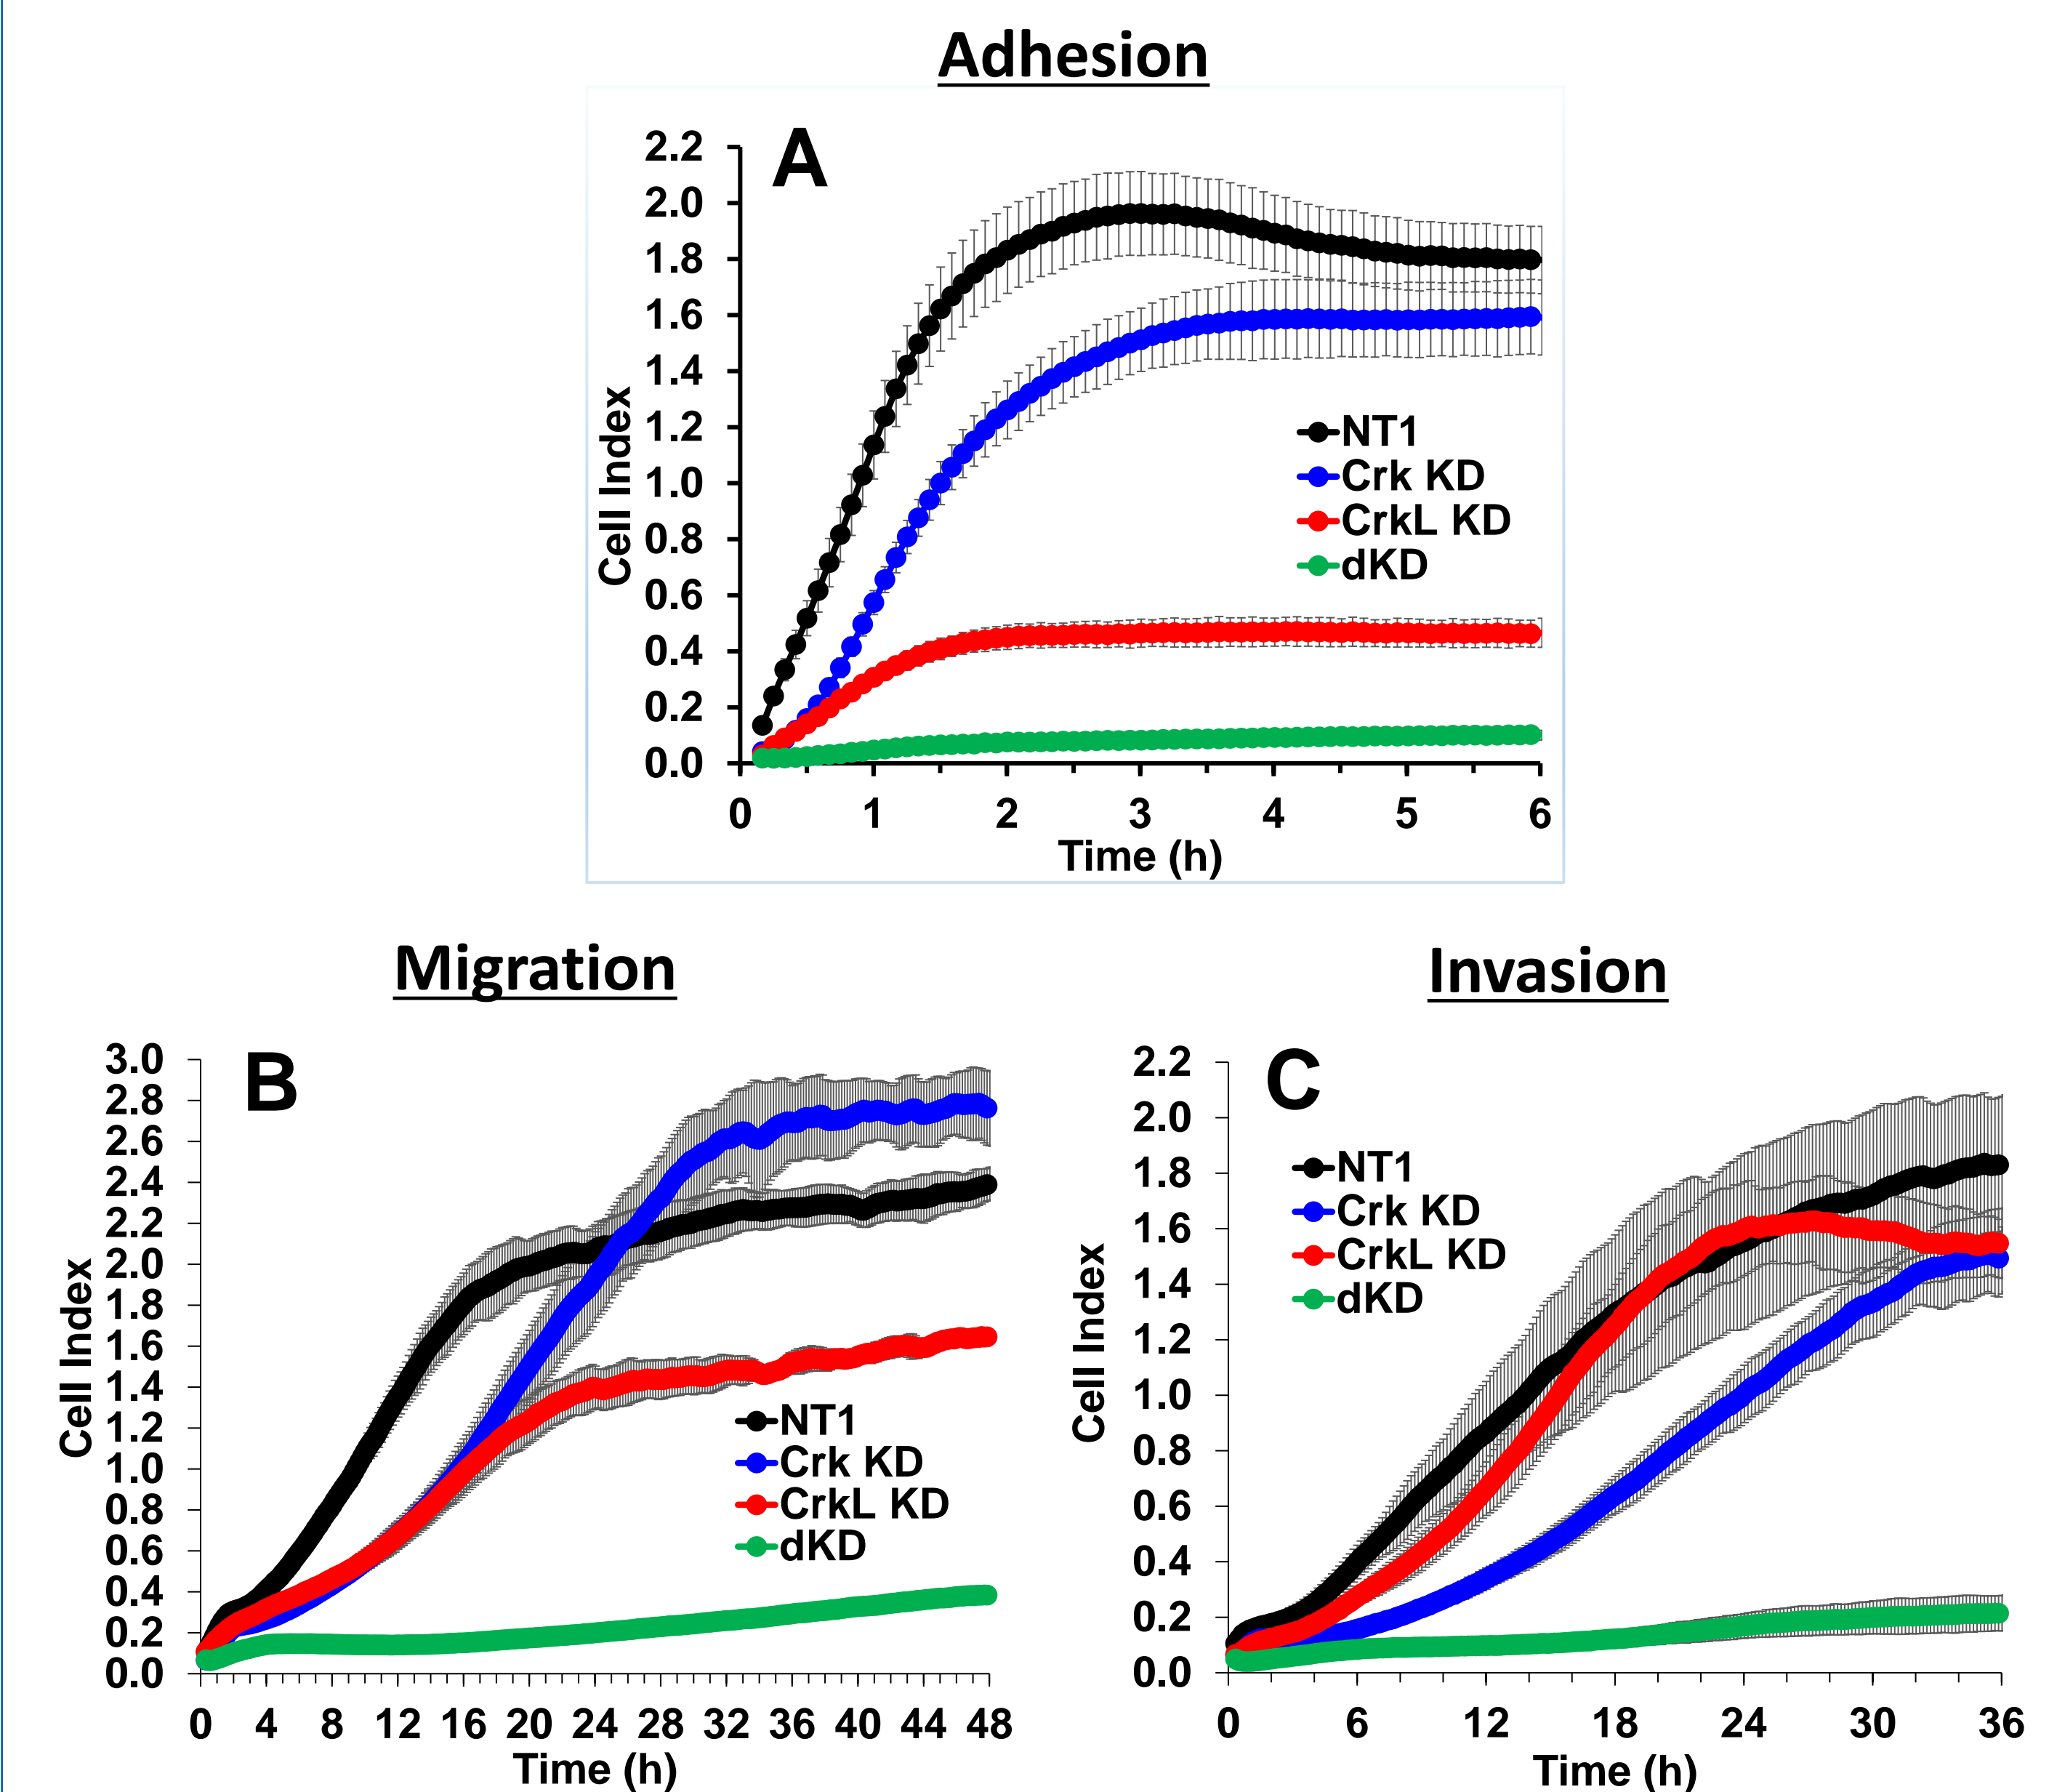 Adhesion
A
2.2
2.0
1.8
1.6
1.4
1.2
1.0
0.8
0.6
0.4
0.2
0.0
Cell Index
NT1
Crk KD
CrkL KD
dKD
0 1 2 3 4 5 6
Time (h)
Migration
B
3.0
2.8
2.6
2.4
2.2
2.0
1.8
1.6
1.4
1.2
1.0
0.8
0.6
0.4
0.2
0.0
Cell Index
NT1
Crk KD
CrkL KD
dKD
0 4 8 12 16 20 24 28 32 36 40 44 48
Time (h)
Invasion
C
2.2
2.0
1.8
1.6
1.4
1.2
1.0
0.8
0.6
0.4
0.2
0.0
Cell Index
NT1
Crk KD
CrkL KD
dKD
0 6 12 18 24 30 36
Time (h)